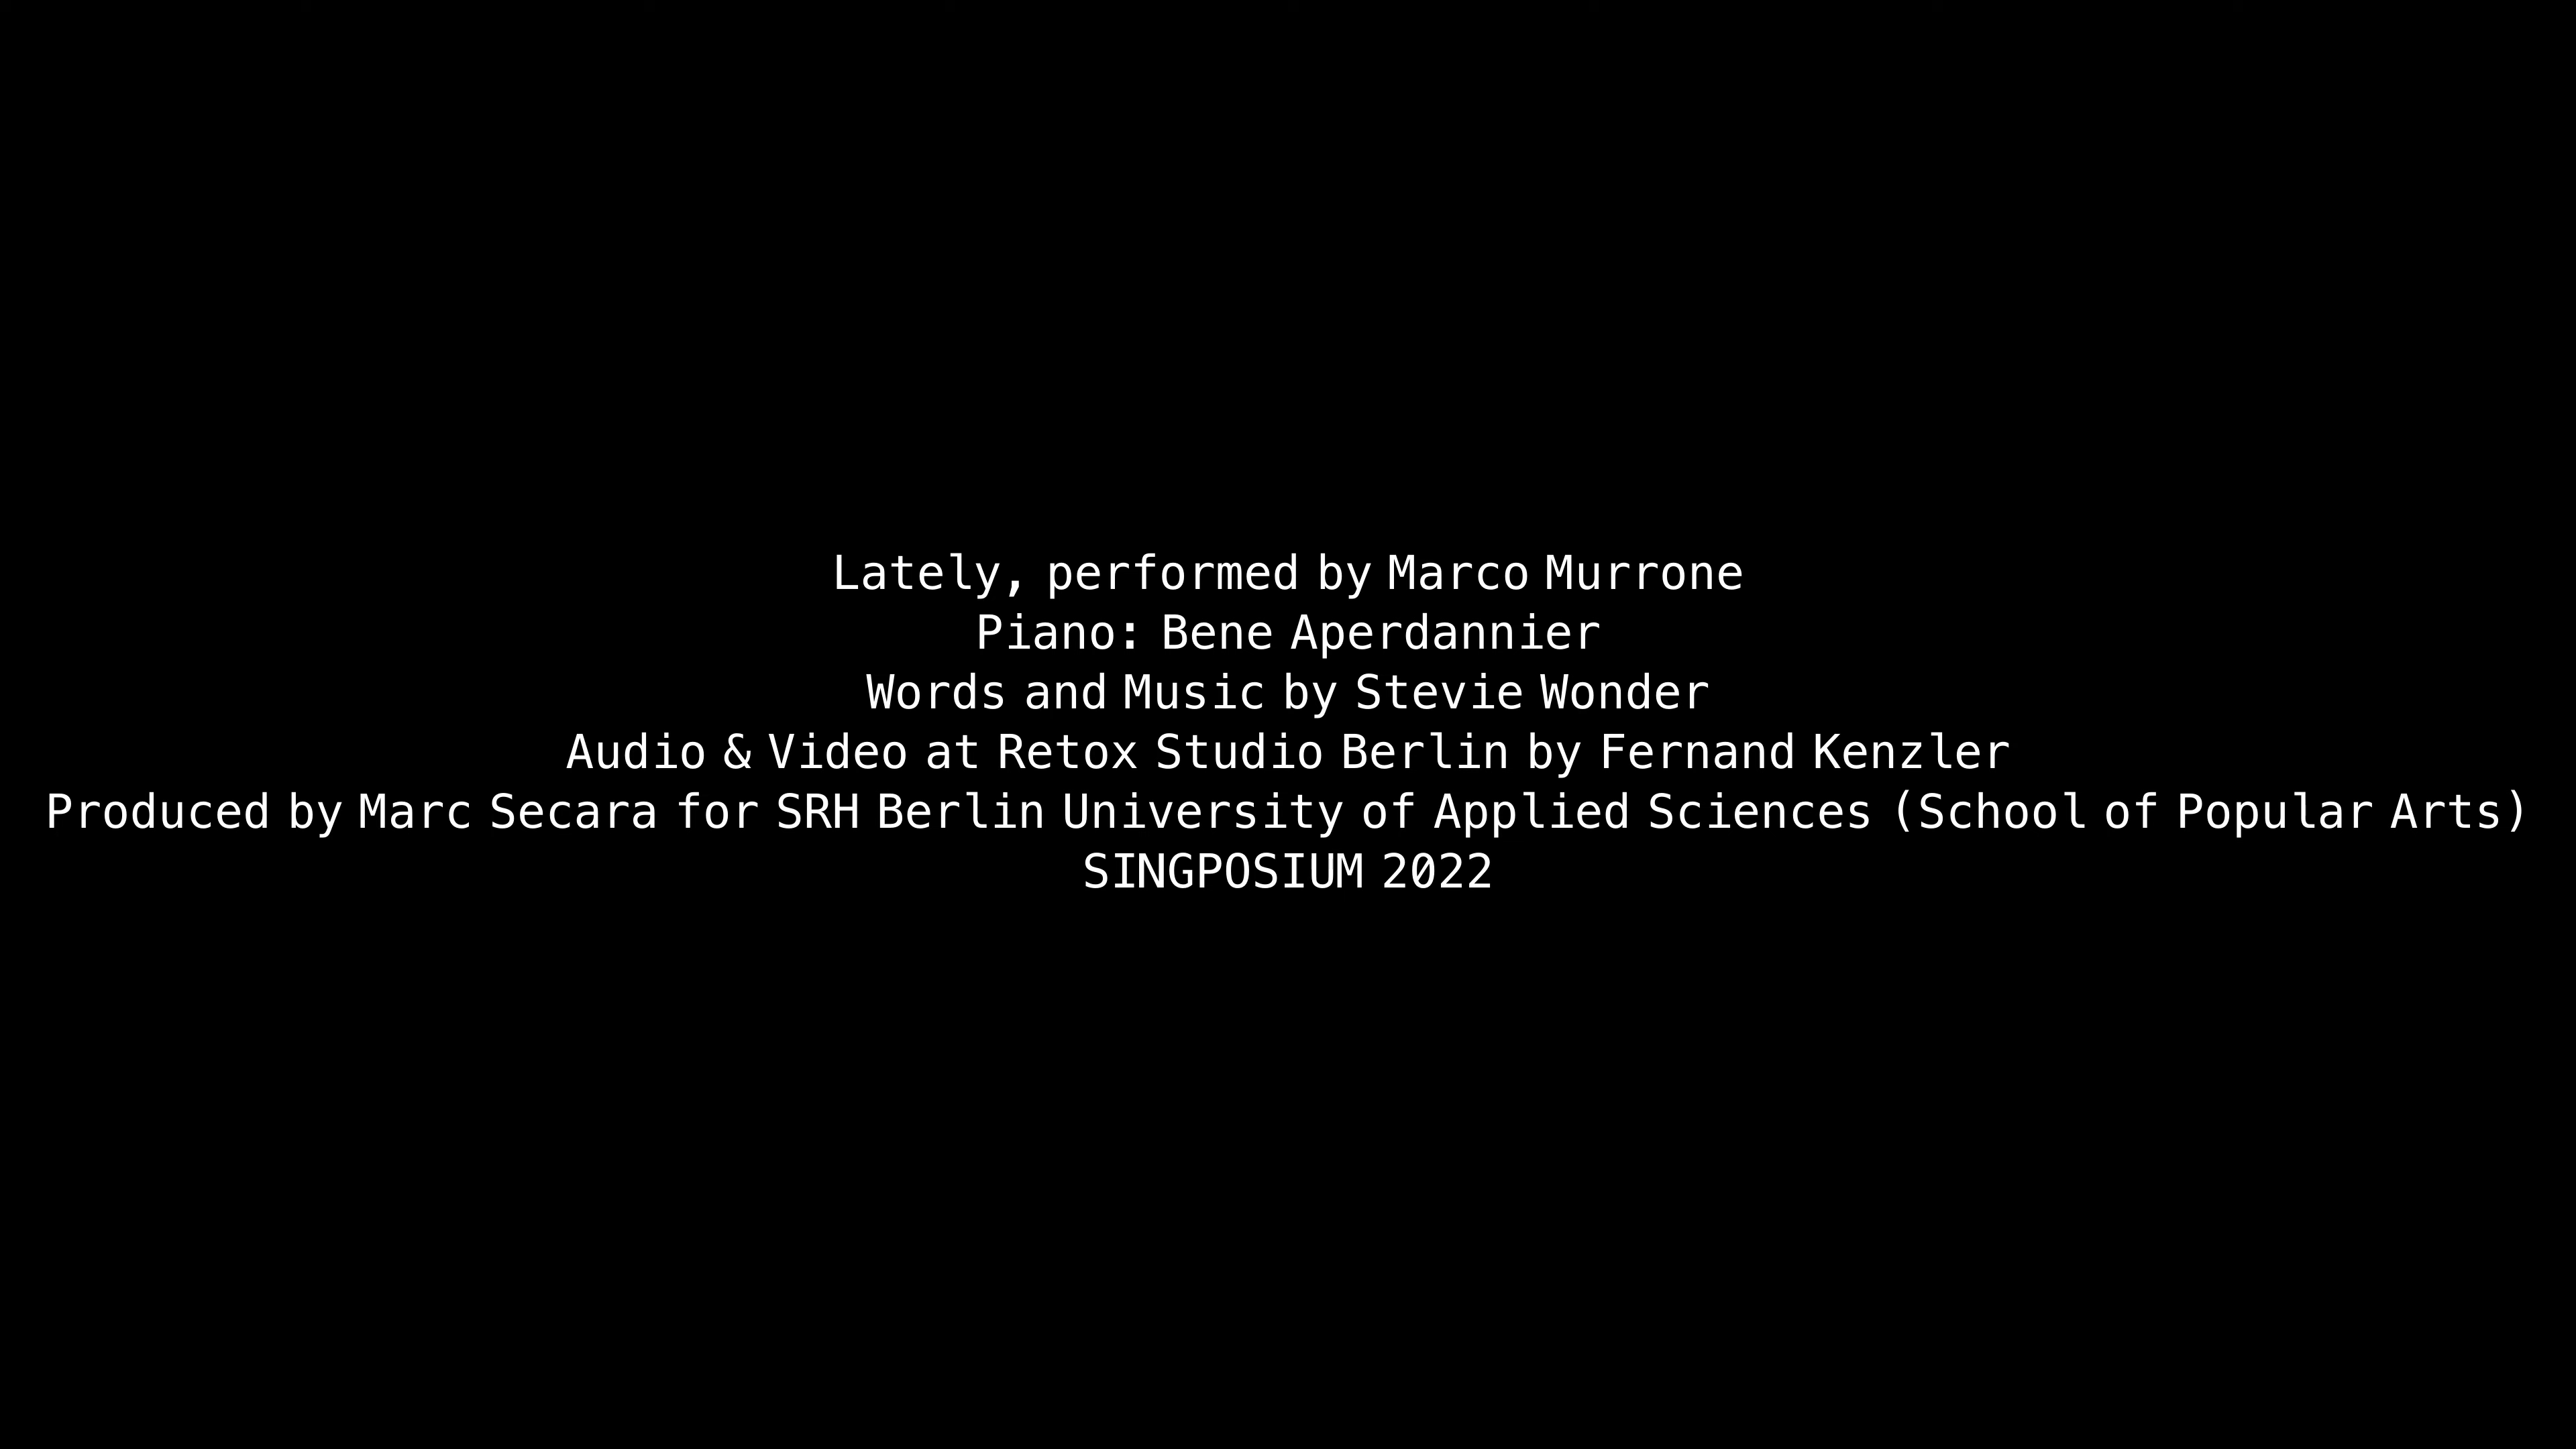 Lately, performed by Marco Murrone
Piano: Bene Aperdannier
Words and Music by Stevie Wonder
Audio & Video at Retox Studio Berlin by Fernand Kenzler
Produced by Marc Secara for SRH Berlin University of Applied Sciences (School of Popular Arts)
SINGPOSIUM 2022